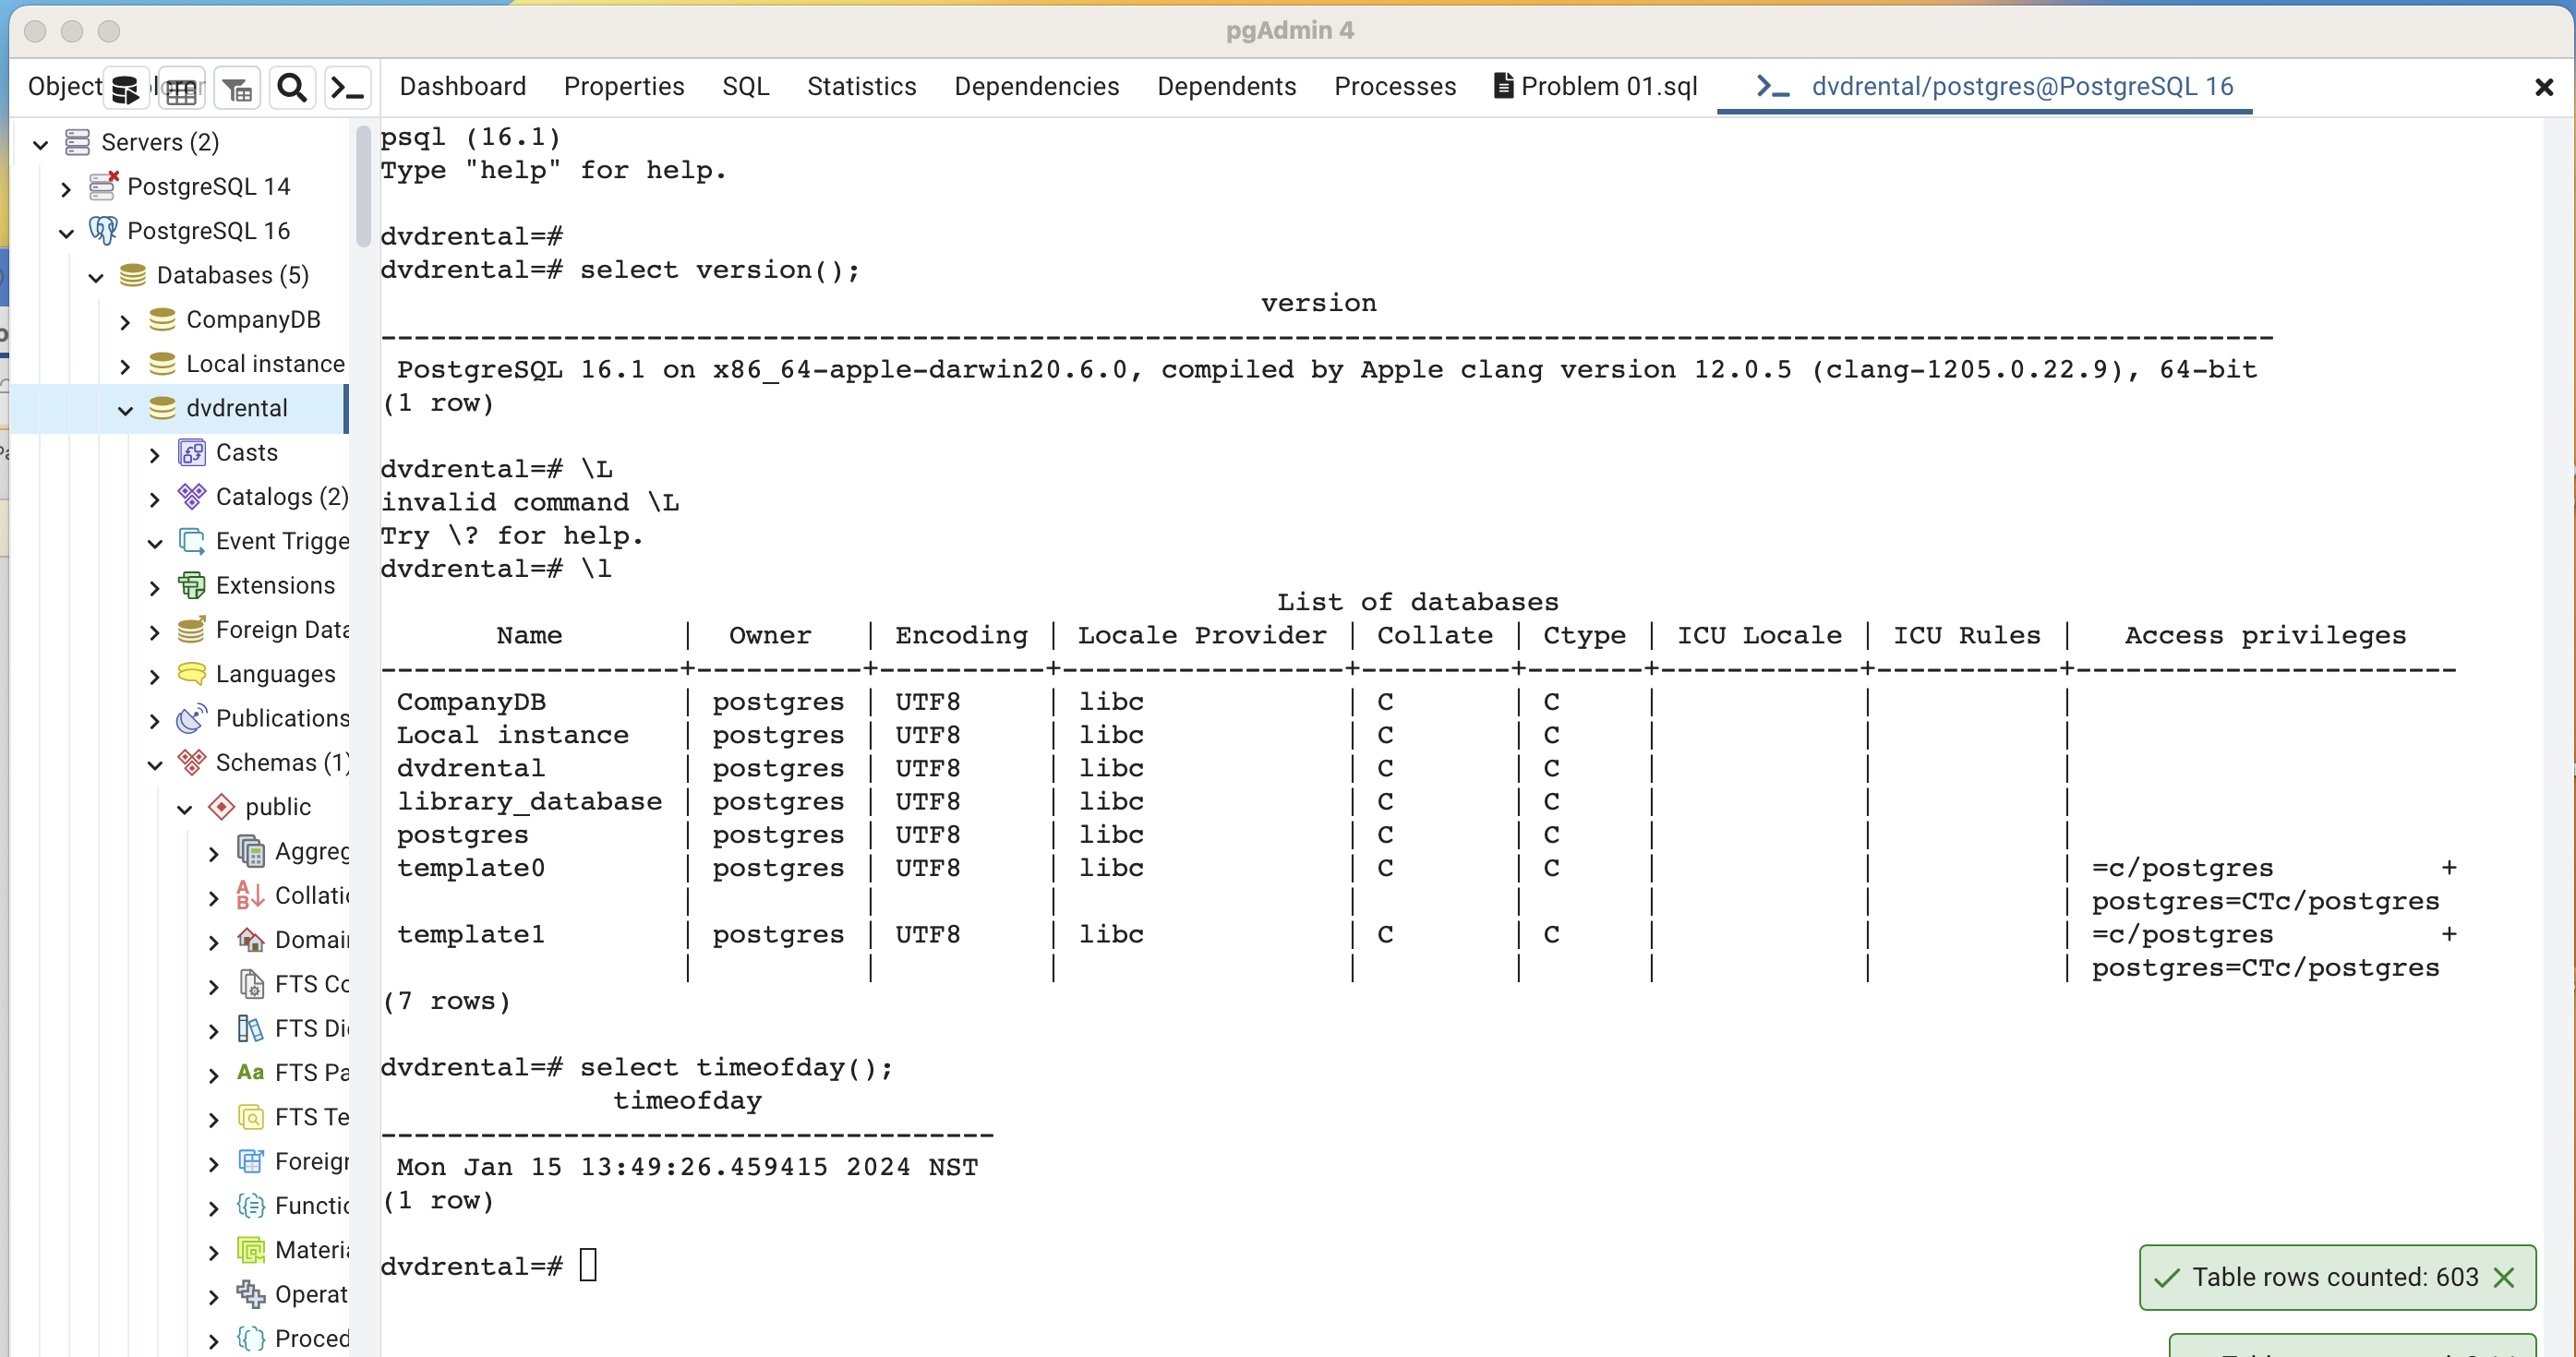 pgAdmin 4
Object
Dashboard Properties SQL Statistics Dependencies Dependents Processes Problem 01.sql dvdrental/postgres@PostgreSQL 16
Servers (2)
PostgreSQL 14
PostgreSQL 16
Databases (5)
CompanyDB
Local instance
dvdrental
Casts
Catalogs (2)
Event Trigge
Extensions
Foreign Data
Languages
Publications
Schemas (1)
public
Aggreg
Collatio
Domain
FTS Co
FTS Dic
FTS Pa
FTS Te
Foreign
Functio
Materia
Operat
Proced
psql (16.1)
Type "help" for help.
dvdrental=#
dvdrental=# select version();
version
---------------------------------------------------------------------------------------------------------------
PostgreSQL 16.1 on x86_64-apple-darwin20.6.0, compiled by Apple clang version 12.0.5 (clang-1205.0.22.9), 64-bit
(1 row)
dvdrental=# \L
invalid command \L
Try \? for help.
dvdrental=# \l
List of databases
Name | Owner | Encoding | Locale Provider | Collate | Ctype | ICU Locale | ICU Rules | Access privileges
------------------+----------+----------+-----------------+---------+-------+------------+-----------+-----------------------
CompanyDB | postgres | UTF8 | libc | C | C | | |
Local instance | postgres | UTF8 | libc | C | C | | |
dvdrental | postgres | UTF8 | libc | C | C | | |
library_database | postgres | UTF8 | libc | C | C | | |
postgres | postgres | UTF8 | libc | C | C | | |
template0 | postgres | UTF8 | libc | C | C | | | =c/postgres +
| | | | | | | | postgres=CTc/postgres
template1 | postgres | UTF8 | libc | C | C | | | =c/postgres +
| | | | | | | | postgres=CTc/postgres
(7 rows)
dvdrental=# select timeofday();
timeofday
-------------------------------------
Mon Jan 15 13:49:26.459415 2024 NST
(1 row)
dvdrental=#
Table rows counted: 603